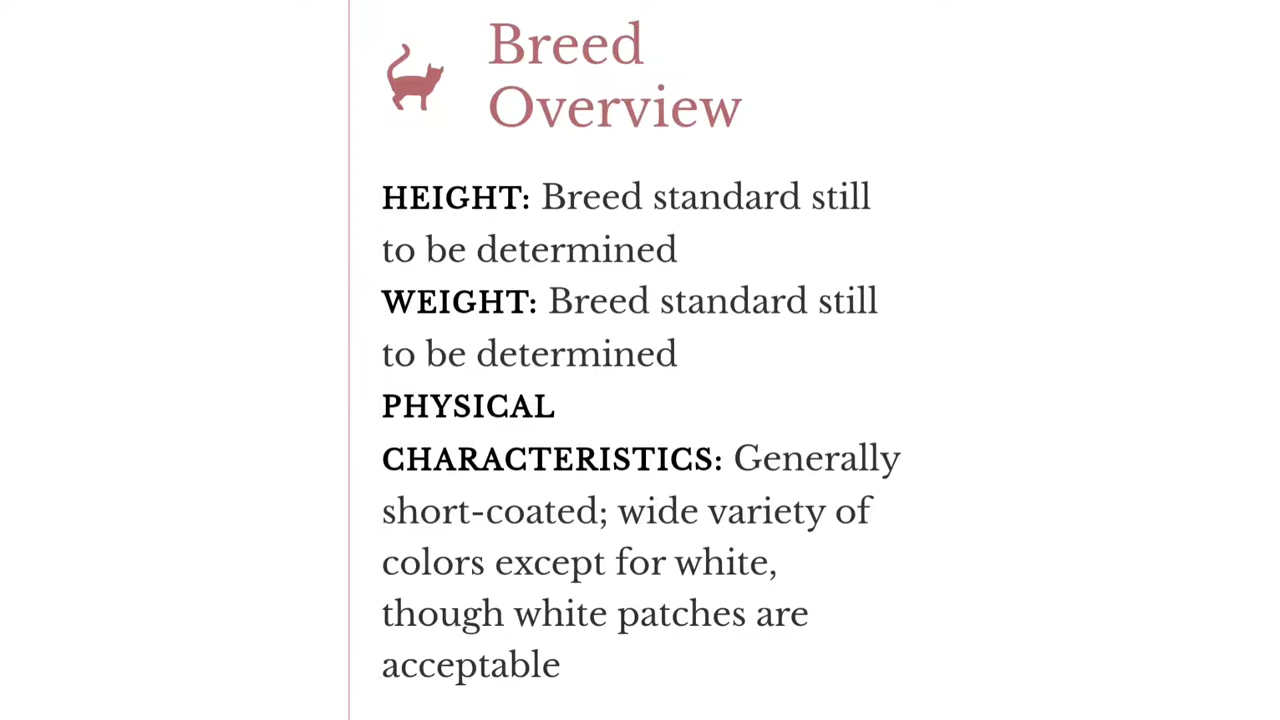 Breed
Overview
HEIGHT: Breed standard still
to be determined
WEIGHT: Breed standard still
to be determined
PHYSICAL
CHARACTERISTICS: Generally
short-coated; wide variety of
colors except for white,
though white patches are
acceptable